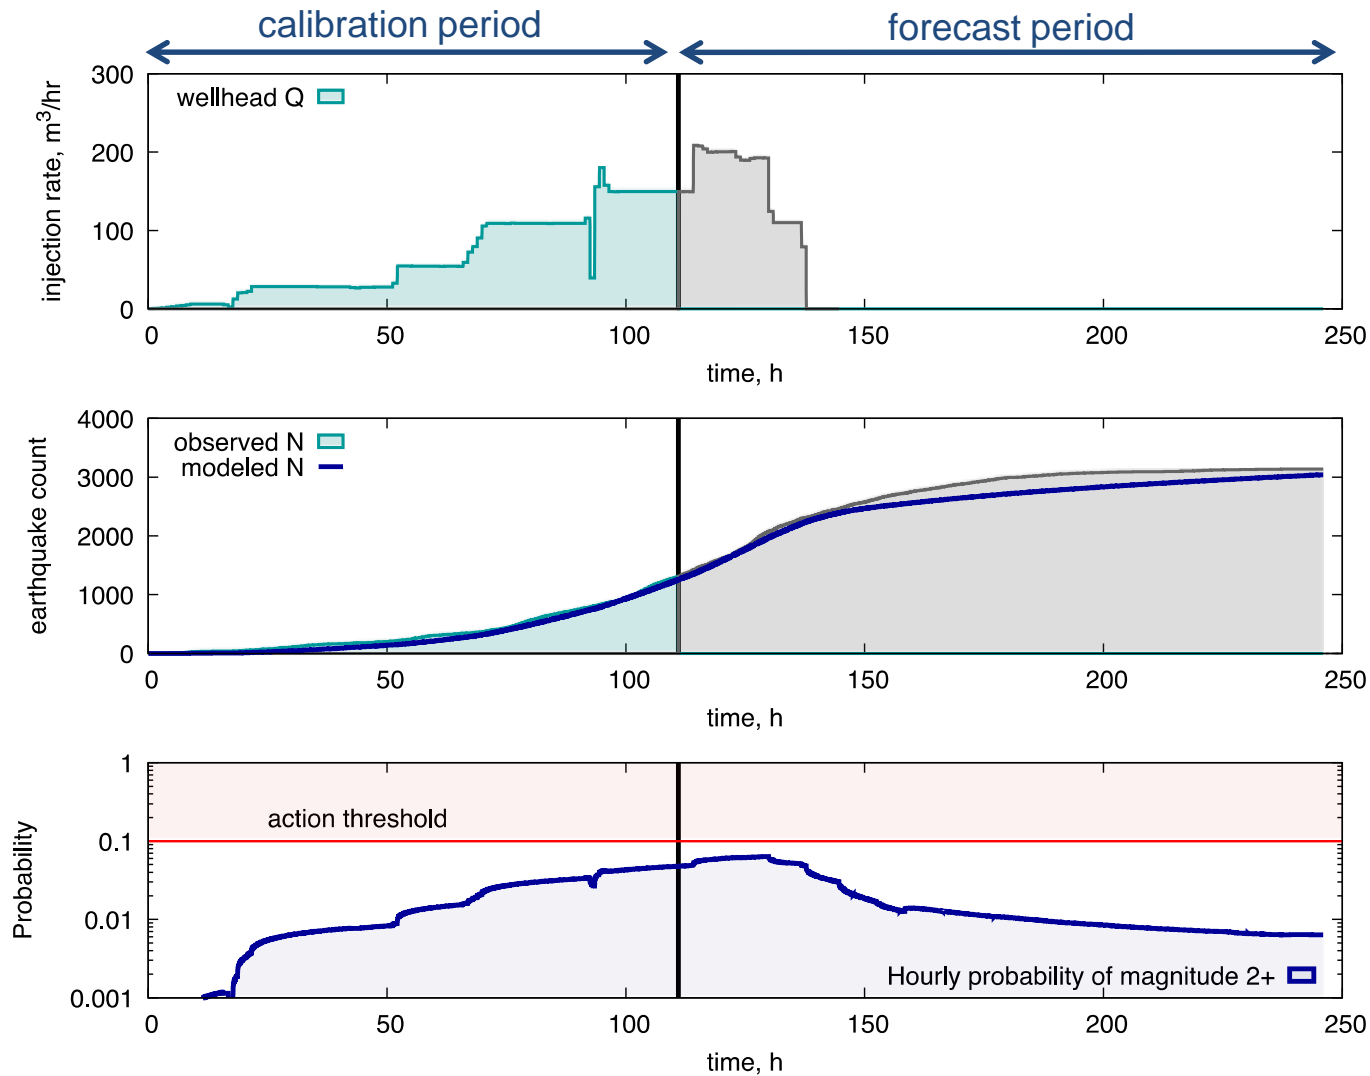 calibration period
forecast period
300
200
100
0
injection rate, m³/hr
wellhead Q
0 50 100 150 200 250
time, h
4000
3000
2000
1000
0
earthquake count
observed N
modeled N
0 50 100 150 200 250
time, h
1
0.1
0.01
0.001
Probability
action threshold
Hourly probability of magnitude 2+
0 50 100 150 200 250
time, h